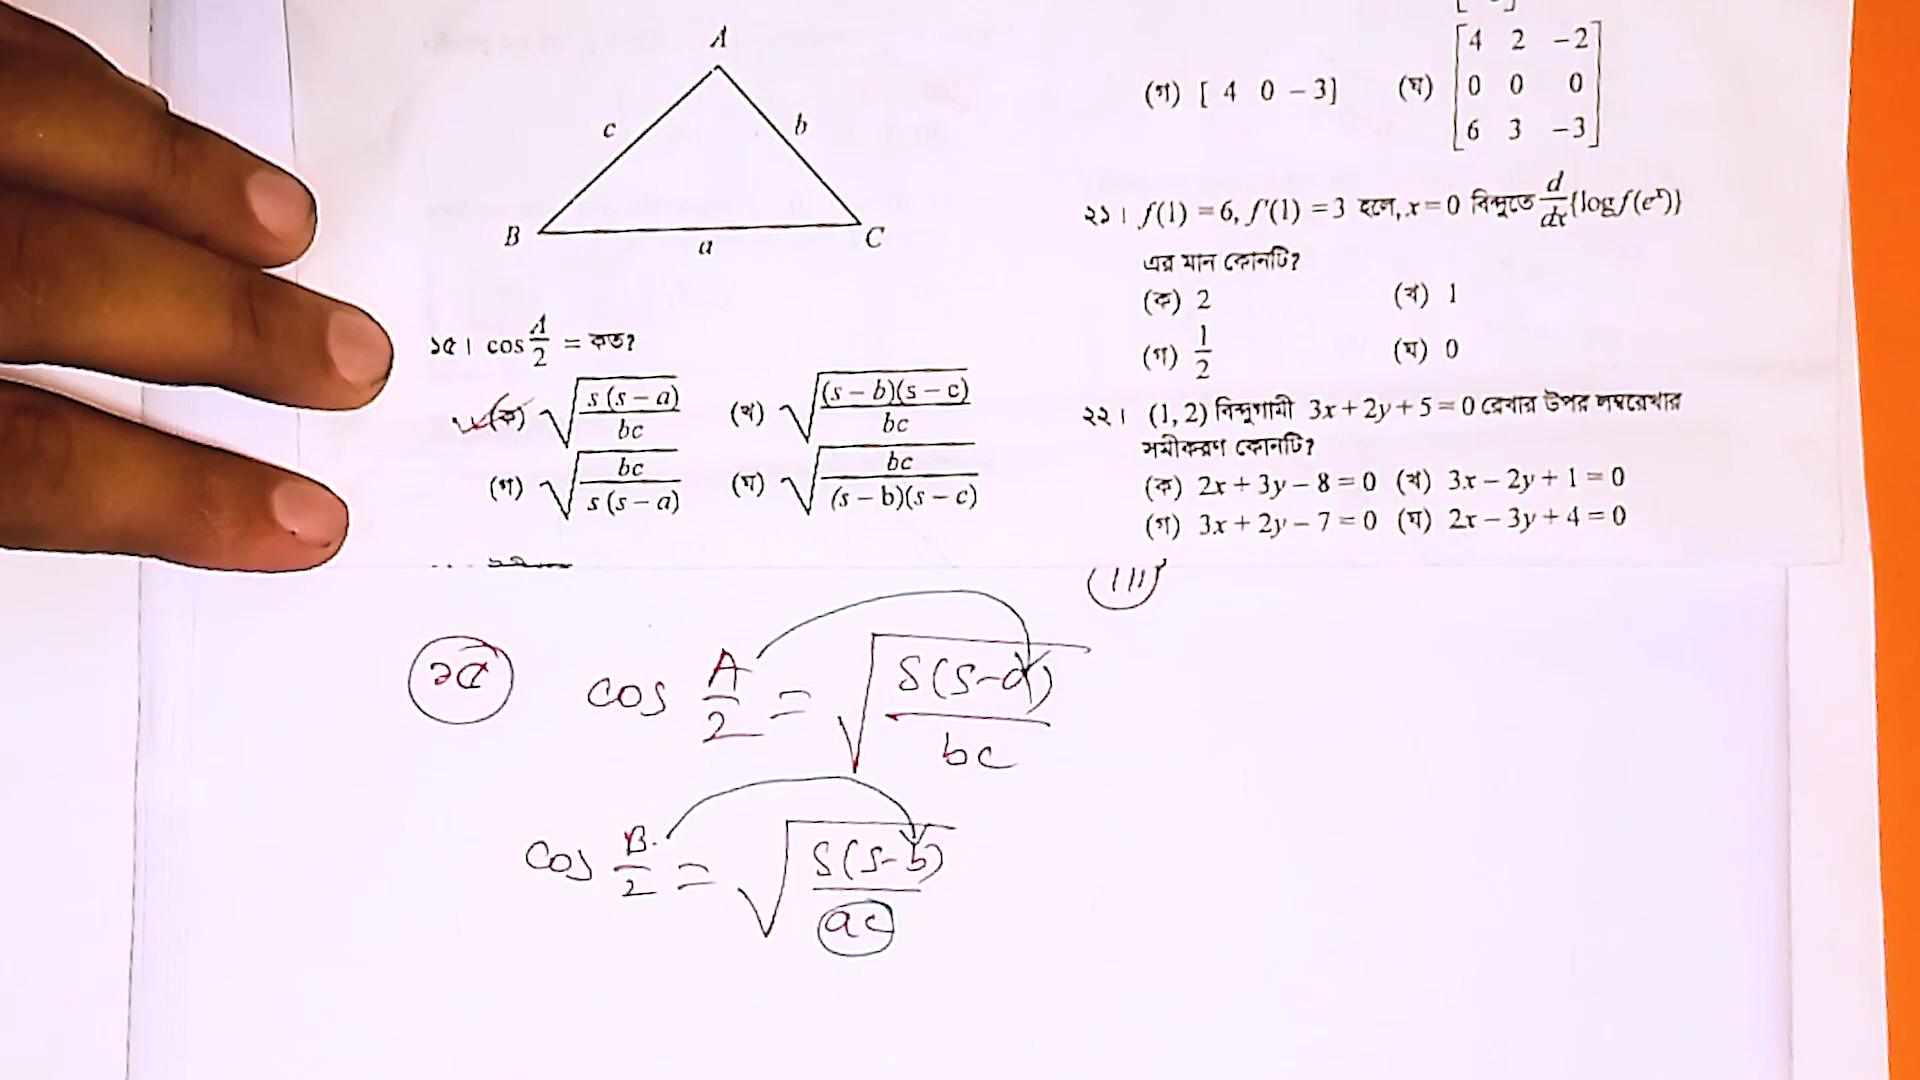 A
c b
B a C
১৫। cos A/2 = কত?
(ক) √(s(s – a)/bc) (খ) √((s – b)(s – c)/bc)
(গ) √(bc/s(s – a)) (ঘ) √(bc/(s – b)(s – c))
(গ) [ 4 0 – 3] (ঘ) [4 2 –2
0 0 0
6 3 –3]
২১। f(1) = 6, f′(1) = 3 হলে, x = 0 বিন্দুতে d/dx{log f(eˣ)}
এর মান কোনটি?
(ক) 2 (খ) 1
(গ) 1/2 (ঘ) 0
২২। (1, 2) বিন্দুগামী 3x + 2y + 5 = 0 রেখার উপর লম্বরেখার
সমীকরণ কোনটি?
(ক) 2x + 3y – 8 = 0 (খ) 3x – 2y + 1 = 0
(গ) 3x + 2y – 7 = 0 (ঘ) 2x – 3y + 4 = 0
(111)
১৫ cos A/2 = √(s(s-a)/bc)
cos B/2 = √(s(s-b)/ac)